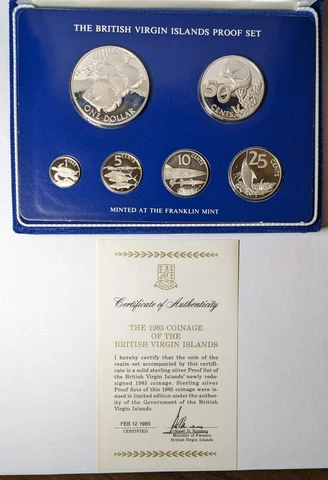 THE BRITISH VIRGIN ISLANDS PROOF SET
ONE DOLLAR
50
CENTS
1 CENT
5 CENTS
10 CENTS
25 CENTS
MINTED AT THE FRANKLIN MINT
Certificate of Authenticity
THE 1985 COINAGE
OF THE
BRITISH VIRGIN ISLANDS
I hereby certify that the coin of the
realm set accompanied by this certifi-
cate is a solid sterling silver Proof Set of
the British Virgin Islands' newly rede-
signed 1985 coinage. Sterling silver
Proof Sets of this 1985 coinage were is-
sued in limited edition under the author-
ity of the Government of the British
Virgin Islands.
FEB 12 1985
CERTIFIED
Minister of Finance
British Virgin Islands